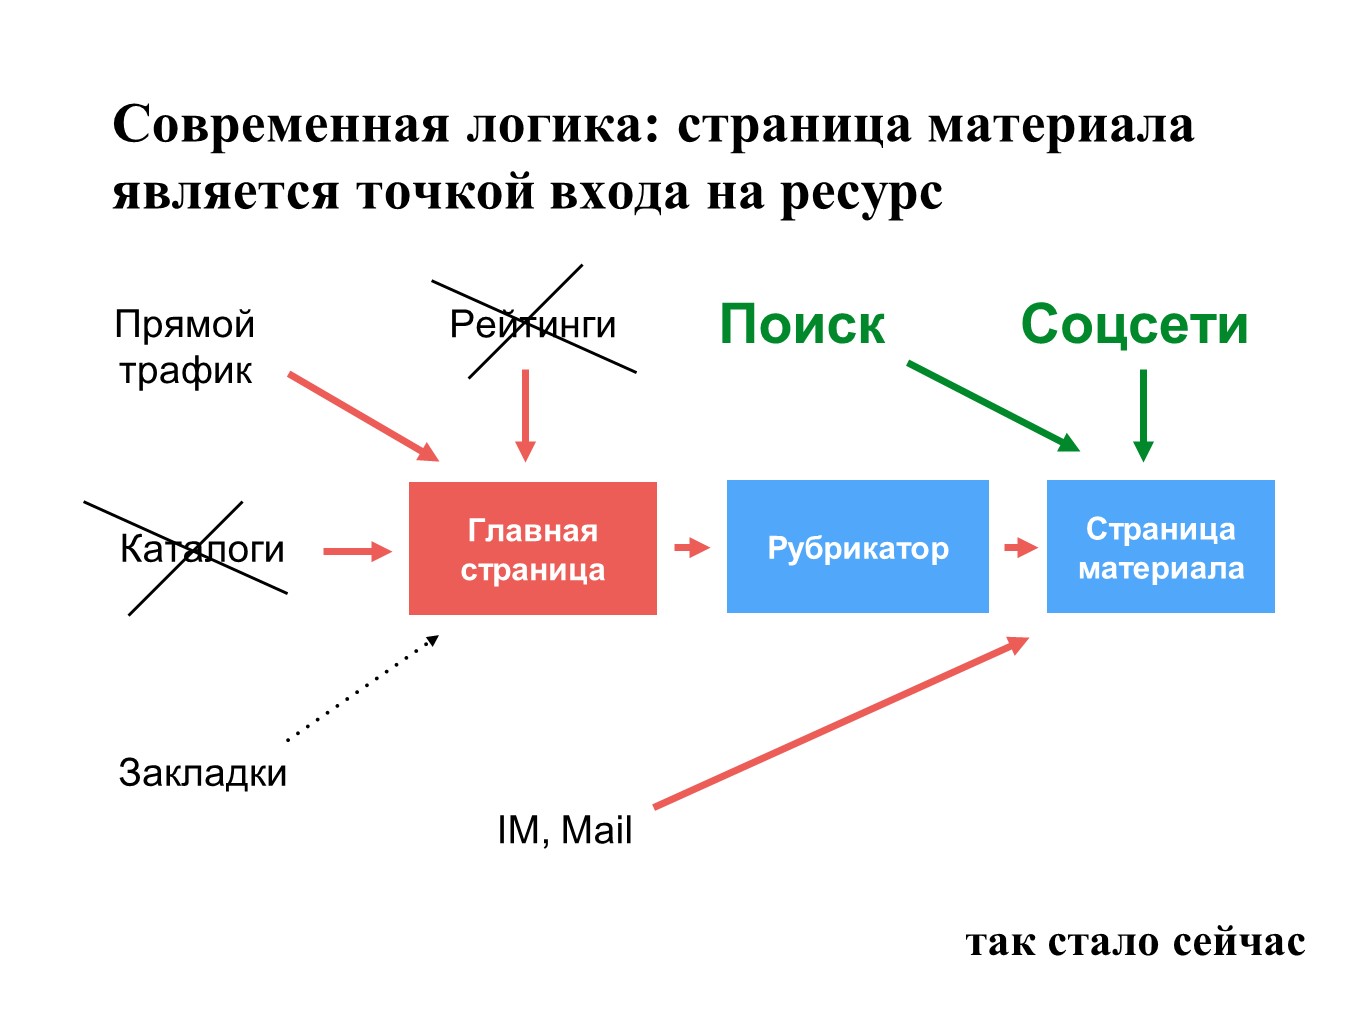 Современная логика: страница материала
является точкой входа на ресурс
Прямой
трафик
Рейтинги
Поиск
Соцсети
Каталоги
Главная
страница
Рубрикатор
Страница
материала
Закладки
IM, Mail
так стало сейчас